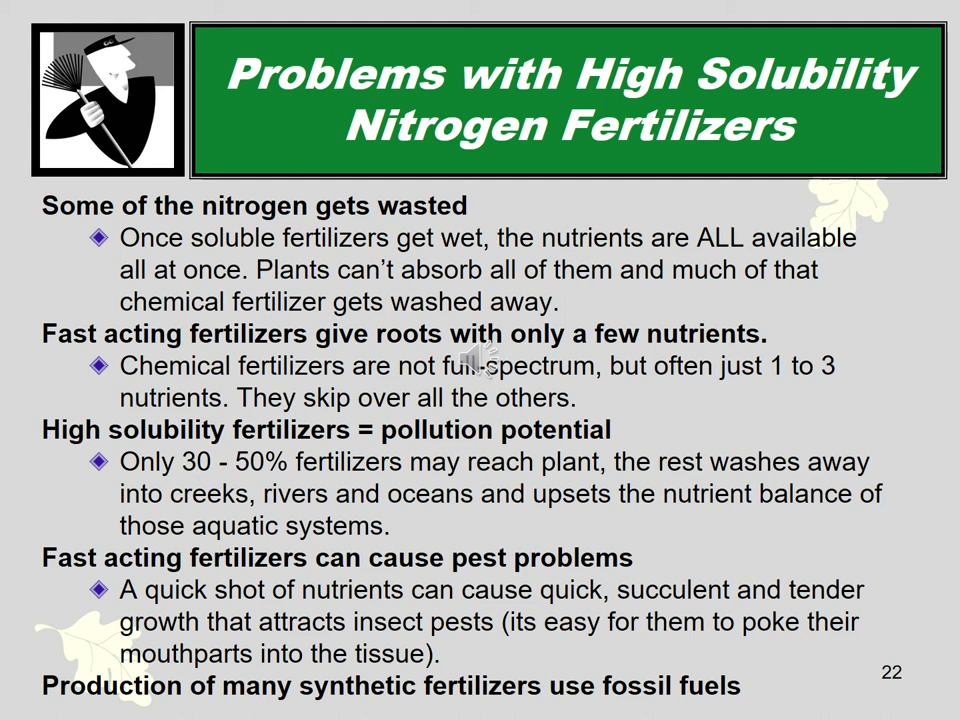 Problems with High Solubility
Nitrogen Fertilizers
Some of the nitrogen gets wasted
Once soluble fertilizers get wet, the nutrients are ALL available
all at once. Plants can’t absorb all of them and much of that
chemical fertilizer gets washed away.
Fast acting fertilizers give roots with only a few nutrients.
Chemical fertilizers are not full-spectrum, but often just 1 to 3
nutrients. They skip over all the others.
High solubility fertilizers = pollution potential
Only 30 - 50% fertilizers may reach plant, the rest washes away
into creeks, rivers and oceans and upsets the nutrient balance of
those aquatic systems.
Fast acting fertilizers can cause pest problems
A quick shot of nutrients can cause quick, succulent and tender
growth that attracts insect pests (its easy for them to poke their
mouthparts into the tissue).
Production of many synthetic fertilizers use fossil fuels
22